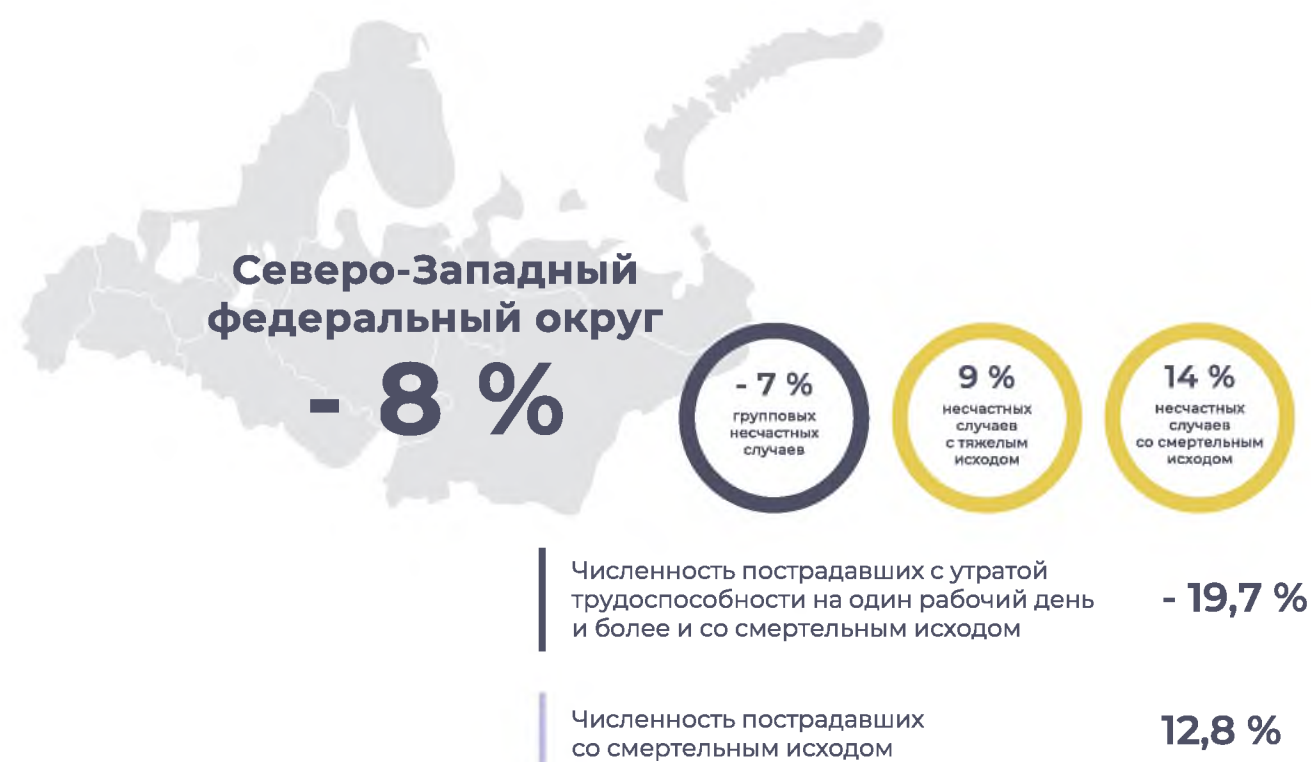 Северо-Западный
федеральный округ
- 8 %
- 7 %
групповых
несчастных
случаев
9 %
несчастных
случаев
с тяжелым
исходом
14 %
несчастных
случаев
со смертельным
исходом
Численность пострадавших с утратой
трудоспособности на один рабочий день
и более и со смертельным исходом
- 19,7 %
Численность пострадавших
со смертельным исходом
12,8 %